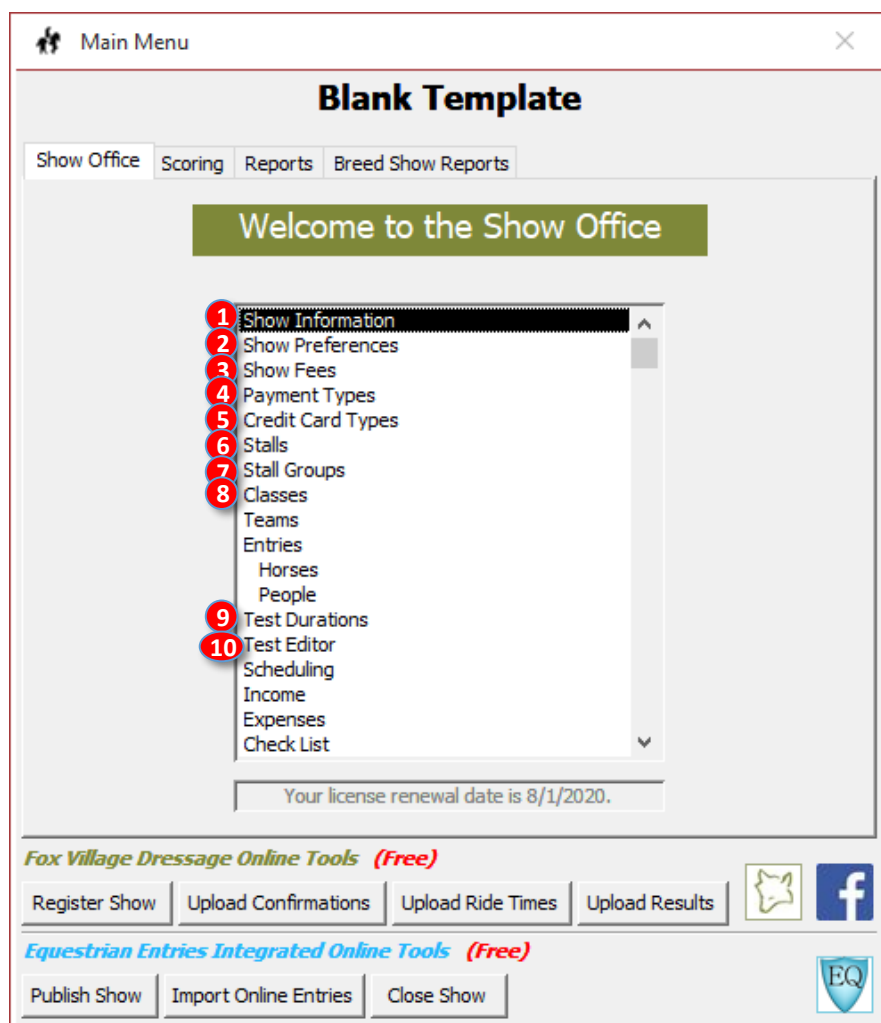 Main Menu
Blank Template
Show Office Scoring Reports Breed Show Reports
Welcome to the Show Office
1 Show Information
2 Show Preferences
3 Show Fees
4 Payment Types
5 Credit Card Types
6 Stalls
7 Stall Groups
8 Classes
Teams
Entries
Horses
People
9 Test Durations
10 Test Editor
Scheduling
Income
Expenses
Check List
Your license renewal date is 8/1/2020.
Fox Village Dressage Online Tools (Free)
Register Show Upload Confirmations Upload Ride Times Upload Results
f
Equestrian Entries Integrated Online Tools (Free)
EQ
Publish Show Import Online Entries Close Show